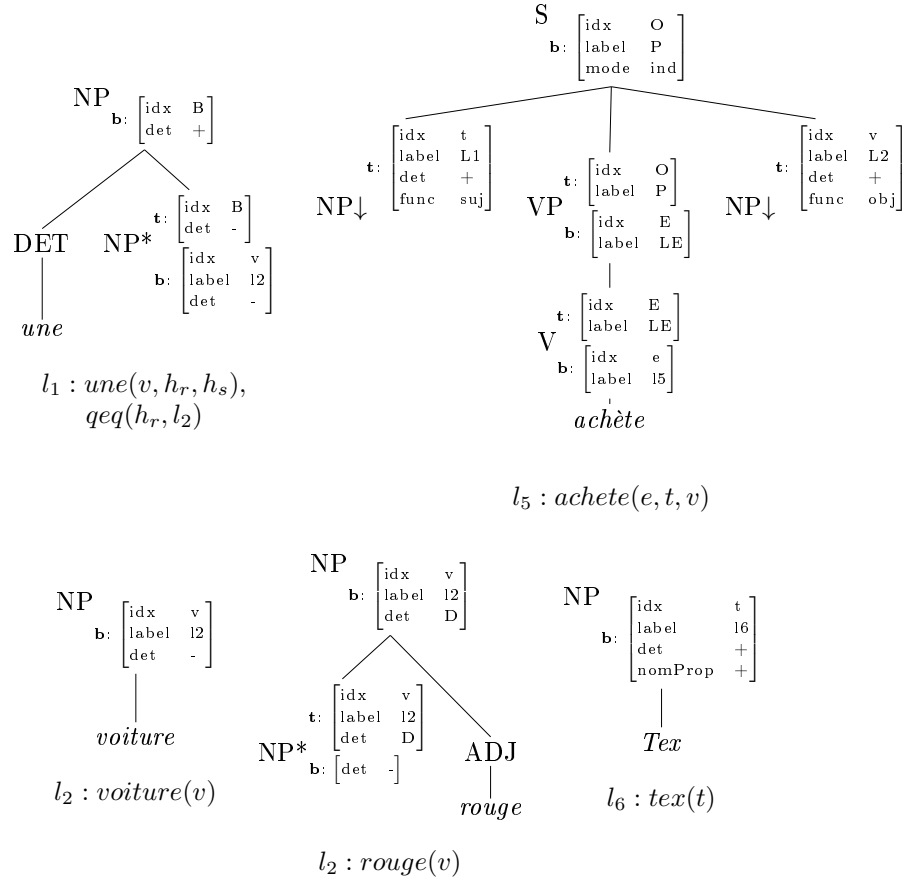 NP
b: [idx B
det +]
DET
NP*
t: [idx B
det -]
b: [idx v
label l2
det -]
une
l₁ : une(v, hᵣ, hₛ),
qeq(hᵣ, l₂)
S
b: [idx O
label P
mode ind]
NP↓
t: [idx t
label L1
det +
func suj]
VP
t: [idx O
label P]
b: [idx E
label LE]
NP↓
t: [idx v
label L2
det +
func obj]
V
t: [idx E
label LE]
b: [idx e
label l5]
achète
l₅ : achete(e, t, v)
NP
b: [idx v
label l2
det -]
voiture
l₂ : voiture(v)
NP
b: [idx v
label l2
det D]
NP*
t: [idx v
label l2
det D]
b: [det -]
ADJ
rouge
l₂ : rouge(v)
NP
b: [idx t
label l6
det +
nomProp +]
Tex
l₆ : tex(t)